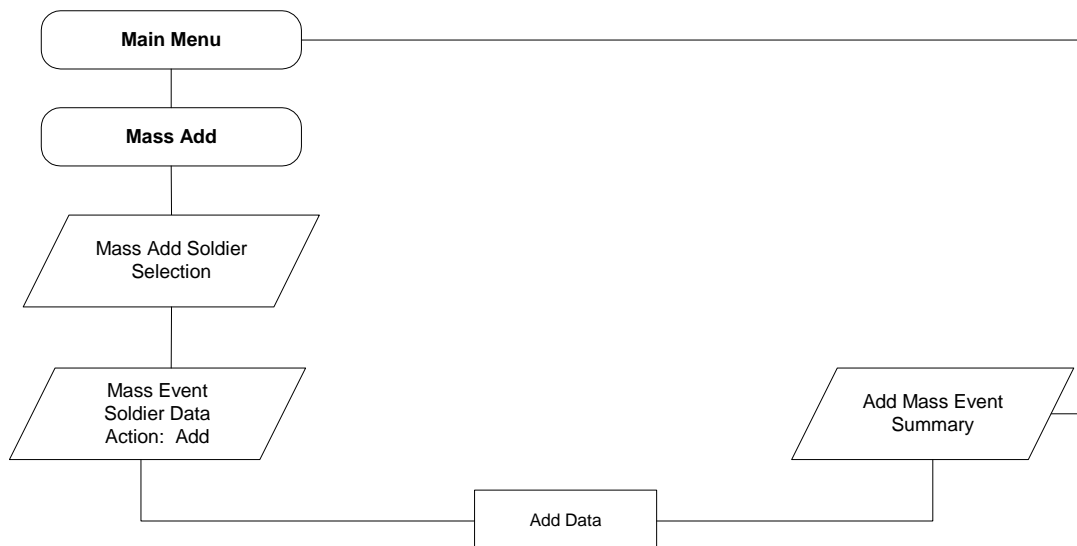 Main Menu
Mass Add
Mass Add Soldier
Selection
Mass Event
Soldier Data
Action:  Add
Add Mass Event
Summary
Add Data